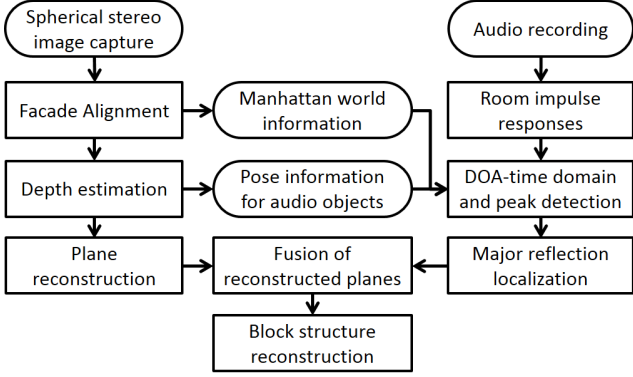 Spherical stereo
image capture
Audio recording
Facade Alignment
Manhattan world
information
Room impulse
responses
Depth estimation
Pose information
for audio objects
DOA-time domain
and peak detection
Plane
reconstruction
Fusion of
reconstructed planes
Major reflection
localization
Block structure
reconstruction